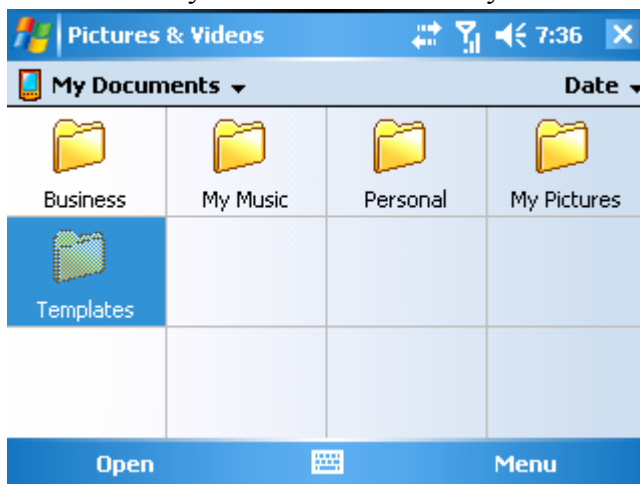 Pictures & Videos 7:36
My Documents Date
Business My Music Personal My Pictures
Templates
Open Menu